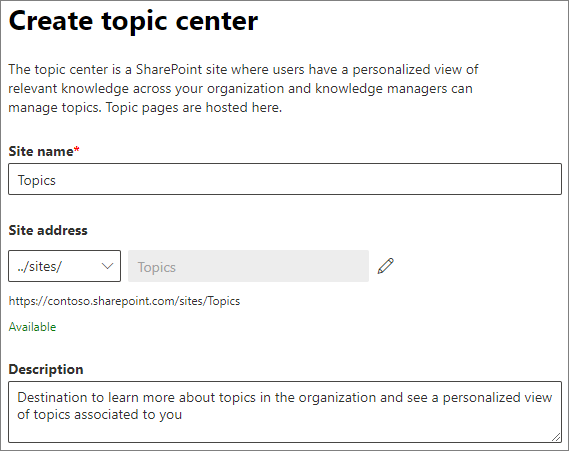 Create topic center
The topic center is a SharePoint site where users have a personalized view of
relevant knowledge across your organization and knowledge managers can
manage topics. Topic pages are hosted here.
Site name*
Topics
Site address
../sites/
Topics
https://contoso.sharepoint.com/sites/Topics
Available
Description
Destination to learn more about topics in the organization and see a personalized view
of topics associated to you